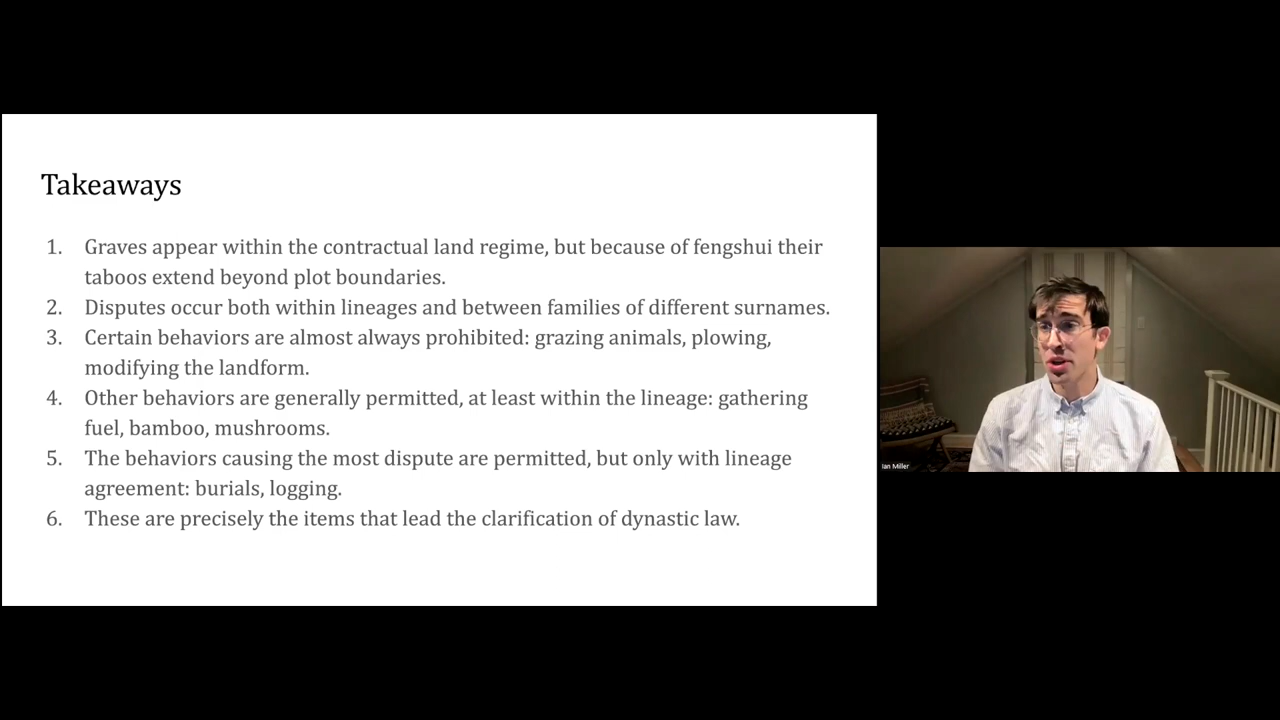 Takeaways
1. Graves appear within the contractual land regime, but because of fengshui their
taboos extend beyond plot boundaries.
2. Disputes occur both within lineages and between families of different surnames.
3. Certain behaviors are almost always prohibited: grazing animals, plowing,
modifying the landform.
4. Other behaviors are generally permitted, at least within the lineage: gathering
fuel, bamboo, mushrooms.
5. The behaviors causing the most dispute are permitted, but only with lineage
agreement: burials, logging.
6. These are precisely the items that lead the clarification of dynastic law.
Ian Miller